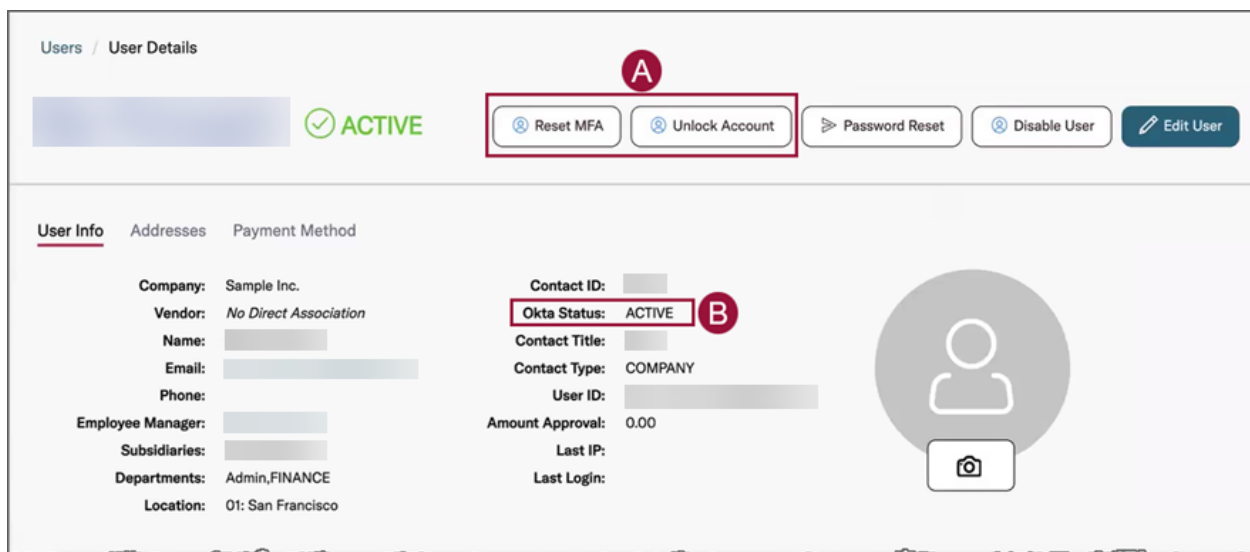 Users / User Details
A
ACTIVE
Reset MFA
Unlock Account
Password Reset
Disable User
Edit User
User Info
Addresses
Payment Method
Company: Sample Inc.
Vendor: No Direct Association
Name:
Email:
Phone:
Employee Manager:
Subsidiaries:
Departments: Admin,FINANCE
Location: 01: San Francisco
Contact ID:
Okta Status: ACTIVE
B
Contact Title:
Contact Type: COMPANY
User ID:
Amount Approval: 0.00
Last IP:
Last Login: